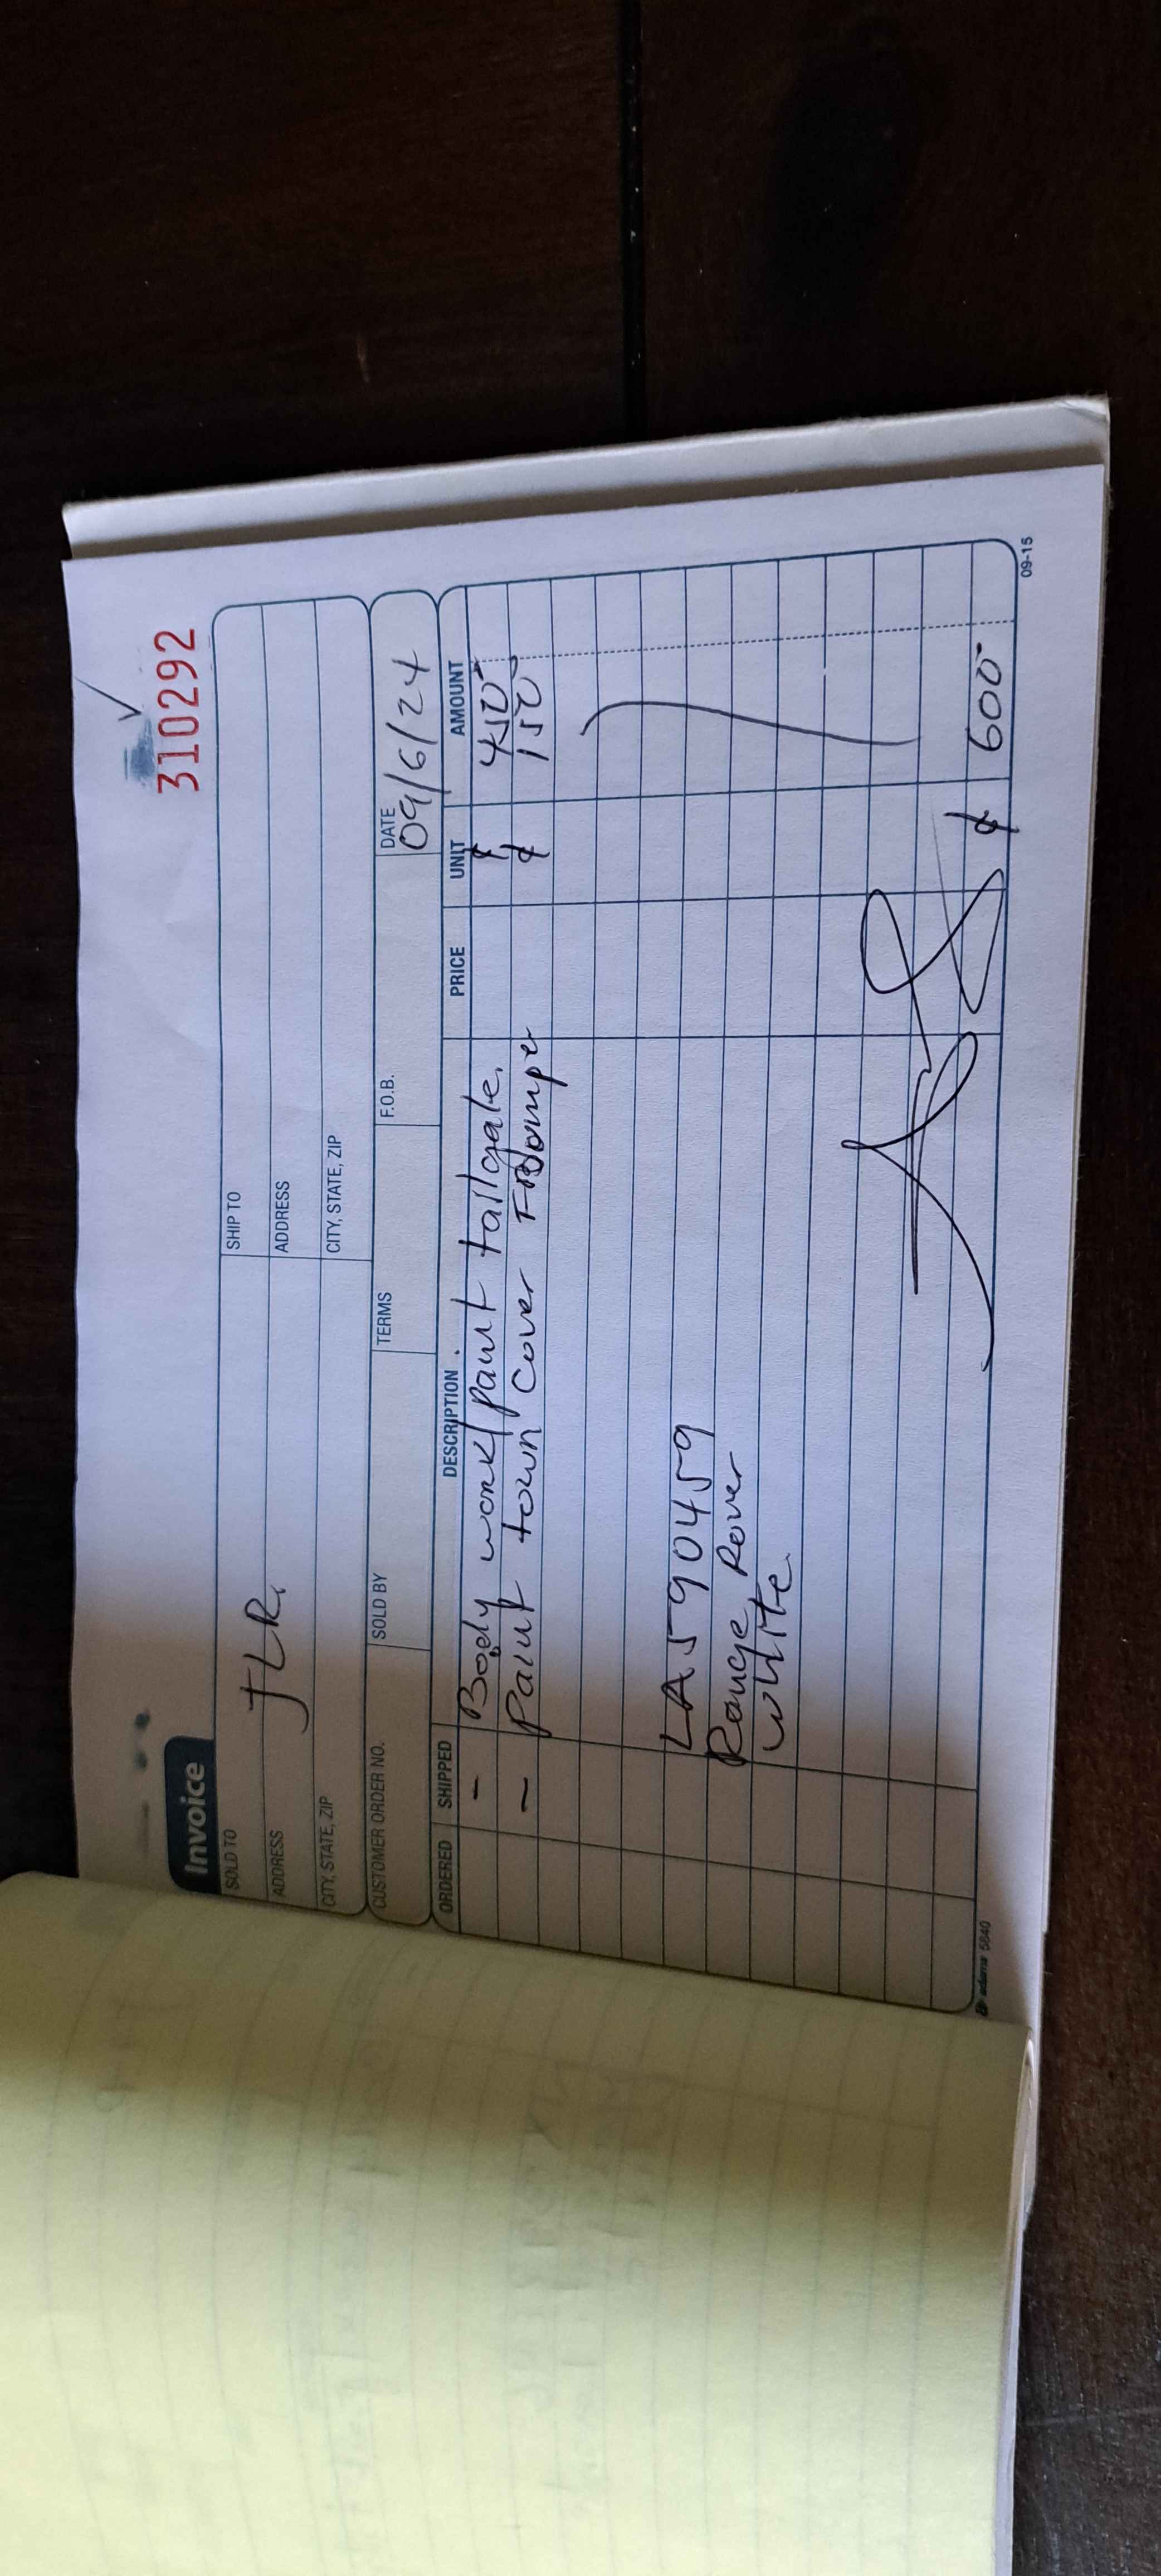 310292
Invoice
SOLD TO JLR.
SHIP TO
ADDRESS
ADDRESS
CITY, STATE, ZIP
CITY, STATE, ZIP
CUSTOMER ORDER NO.
SOLD BY
TERMS
F.O.B.
DATE 09/6/24
ORDERED SHIPPED DESCRIPTION PRICE UNIT AMOUNT
- Body work/paint tailgate. $ 450
- Paint town cover Bumper $ 150
LA590459
Range Rover
white
$ 600
adams 5840
09-15